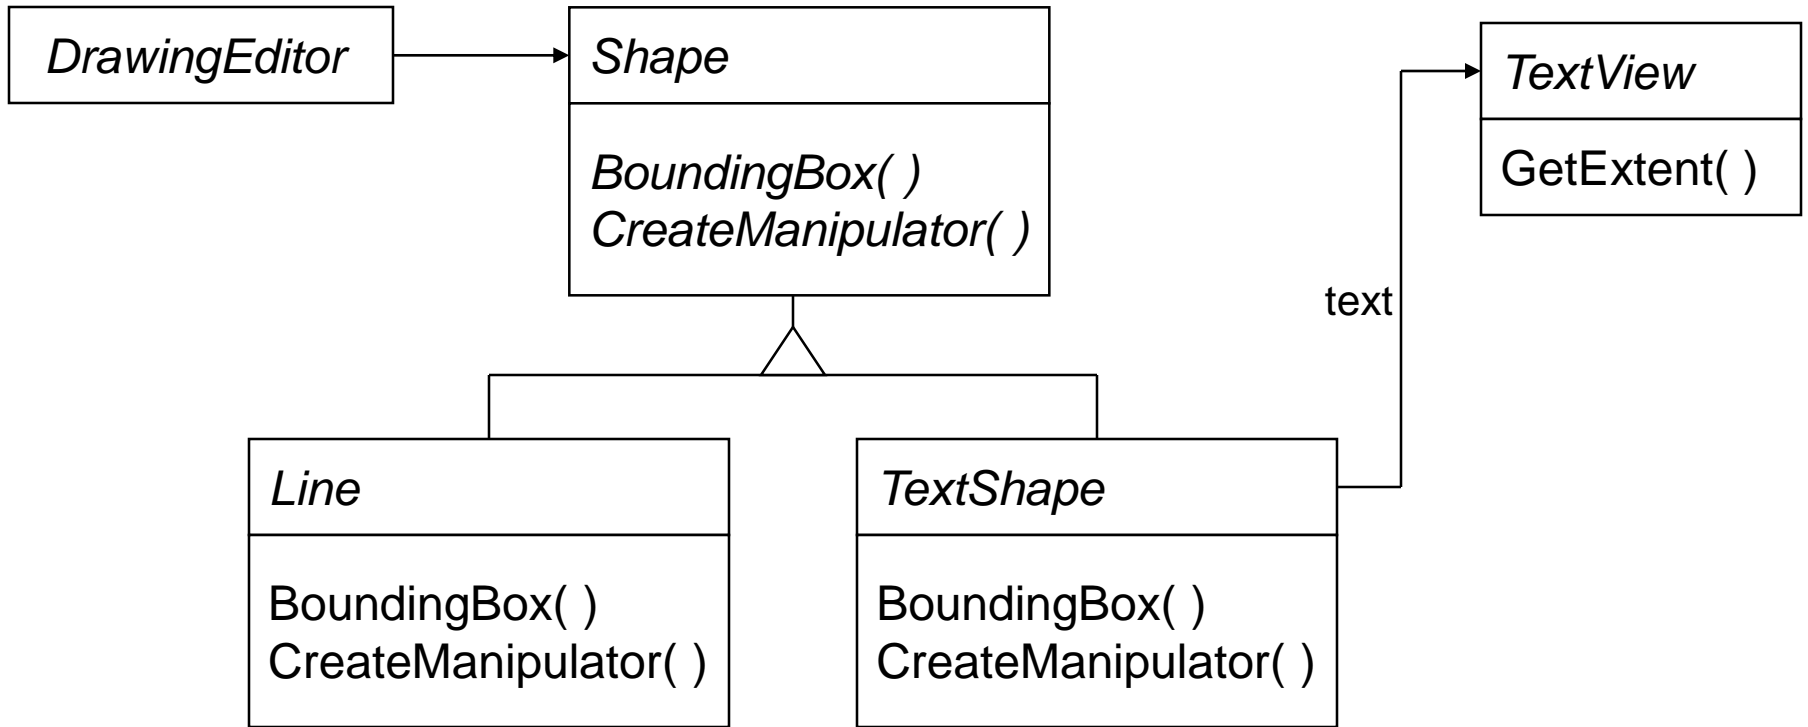 DrawingEditor
Shape
BoundingBox( )
CreateManipulator( )
TextView
GetExtent( )
text
Line
BoundingBox( )
CreateManipulator( )
TextShape
BoundingBox( )
CreateManipulator( )